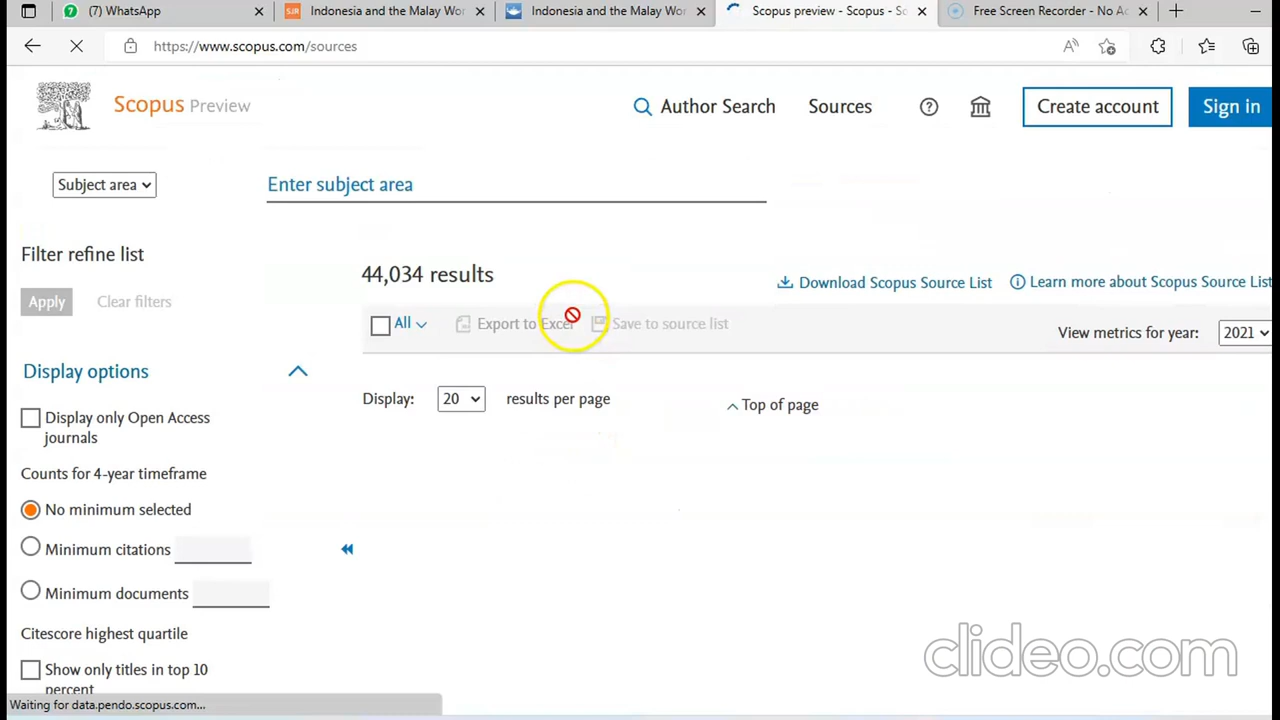 (7) WhatsApp
Indonesia and the Malay Wor
Indonesia and the Malay Wor
Scopus preview - Scopus - So
Free Screen Recorder - No Ac
https://www.scopus.com/sources
Scopus Preview
Author Search
Sources
Create account
Sign in
Subject area
Enter subject area
Filter refine list
44,034 results
Download Scopus Source List
Learn more about Scopus Source List
Apply
Clear filters
All
Export to Excel
Save to source list
View metrics for year:
2021
Display options
Display:
20
results per page
Top of page
Display only Open Access
journals
Counts for 4-year timeframe
No minimum selected
Minimum citations
Minimum documents
Citescore highest quartile
Show only titles in top 10
percent
clideo.com
Waiting for data.pendo.scopus.com...